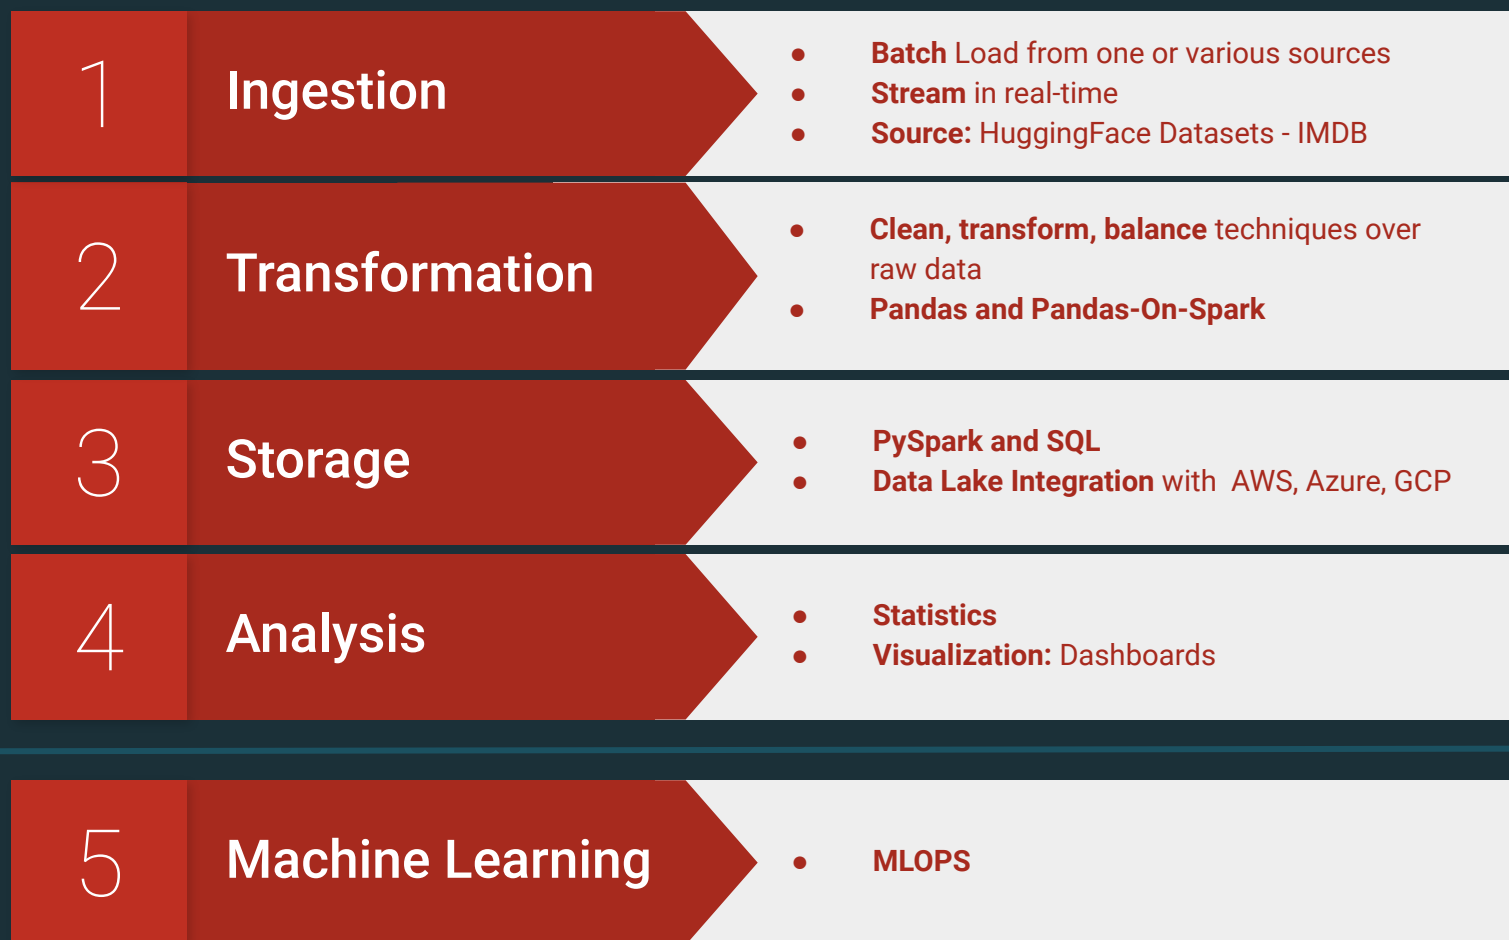 1
Ingestion
● Batch Load from one or various sources
● Stream in real-time
● Source: HuggingFace Datasets - IMDB
2
Transformation
● Clean, transform, balance techniques over
raw data
● Pandas and Pandas-On-Spark
3
Storage
● PySpark and SQL
● Data Lake Integration with  AWS, Azure, GCP
4
Analysis
● Statistics
● Visualization: Dashboards
5
Machine Learning
● MLOPS